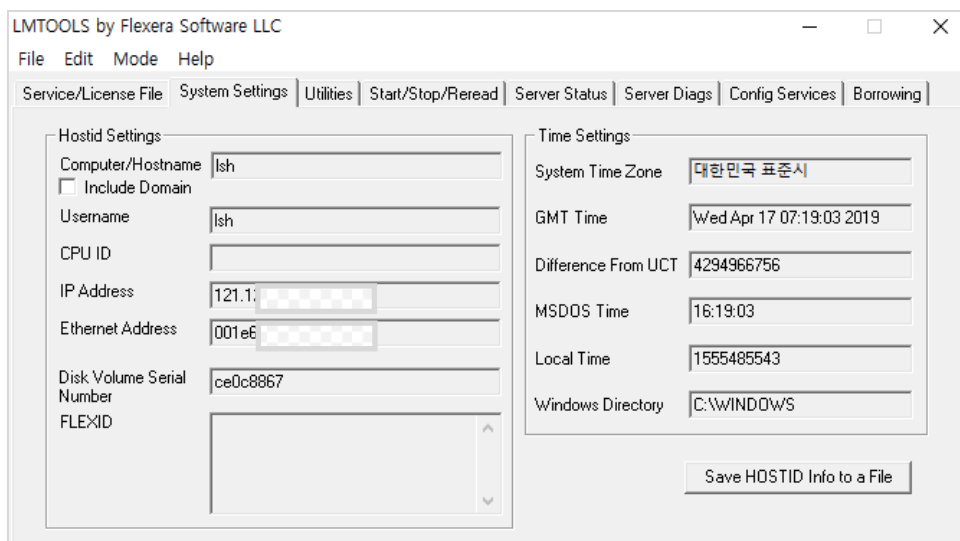 LMTOOLS by Flexera Software LLC
File Edit Mode Help
Service/License File System Settings Utilities Start/Stop/Reread Server Status Server Diags Config Services Borrowing
Hostid Settings
Computer/Hostname lsh
Include Domain
Username lsh
CPU ID
IP Address 121.12
Ethernet Address 001e6
Disk Volume Serial Number ce0c8867
FLEXID
Time Settings
System Time Zone 대한민국 표준시
GMT Time Wed Apr 17 07:19:03 2019
Difference From UCT 4294966756
MSDOS Time 16:19:03
Local Time 1555485543
Windows Directory C:\WINDOWS
Save HOSTID Info to a File